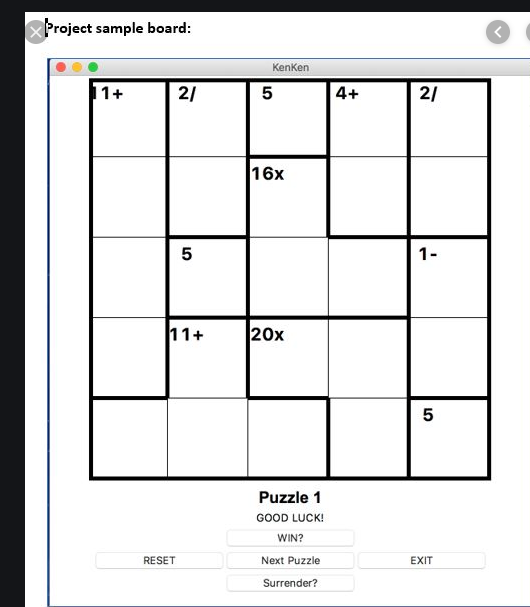 Project sample board:
KenKen
11+ 2/ 5 4+ 2/
16x
5 1-
11+ 20x
5
Puzzle 1
GOOD LUCK!
WIN?
RESET Next Puzzle EXIT
Surrender?